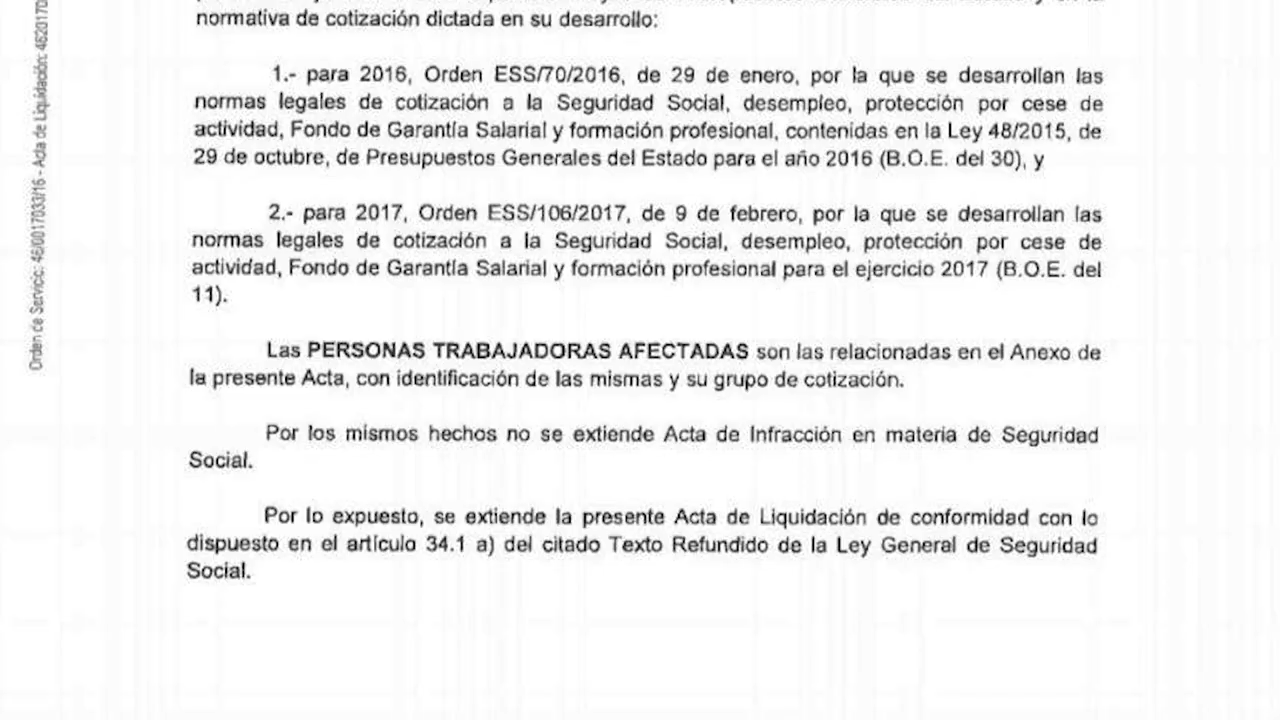 normativa de cotización dictada en su desarrollo:
1.- para 2016, Orden ESS/70/2016, de 29 de enero, por la que se desarrollan las
normas legales de cotización a la Seguridad Social, desempleo, protección por cese de
actividad, Fondo de Garantía Salarial y formación profesional, contenidas en la Ley 48/2015, de
29 de octubre, de Presupuestos Generales del Estado para el año 2016 (B.O.E. del 30), y
2.- para 2017, Orden ESS/106/2017, de 9 de febrero, por la que se desarrollan las
normas legales de cotización a la Seguridad Social, desempleo, protección por cese de
actividad, Fondo de Garantía Salarial y formación profesional para el ejercicio 2017 (B.O.E. del
11).
Las PERSONAS TRABAJADORAS AFECTADAS son las relacionadas en el Anexo de
la presente Acta, con identificación de las mismas y su grupo de cotización.
Por los mismos hechos no se extiende Acta de Infracción en materia de Seguridad
Social.
Por lo expuesto, se extiende la presente Acta de Liquidación de conformidad con lo
dispuesto en el artículo 34.1 a) del citado Texto Refundido de la Ley General de Seguridad
Social.
Orden de Servicio: 46/0017033/16 - Acta de Liquidación: